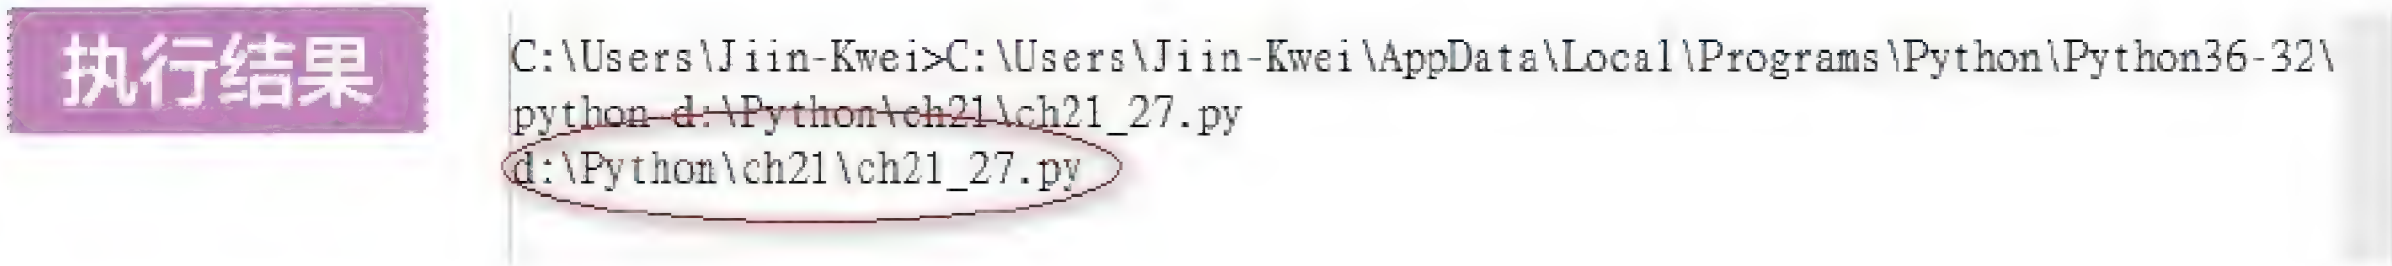 执行结果
C:\Users\Jiin-Kwei>C:\Users\Jiin-Kwei\AppData\Local\Programs\Python\Python36-32\
python d:\Python\ch21\ch21_27.py
d:\Python\ch21\ch21_27.py